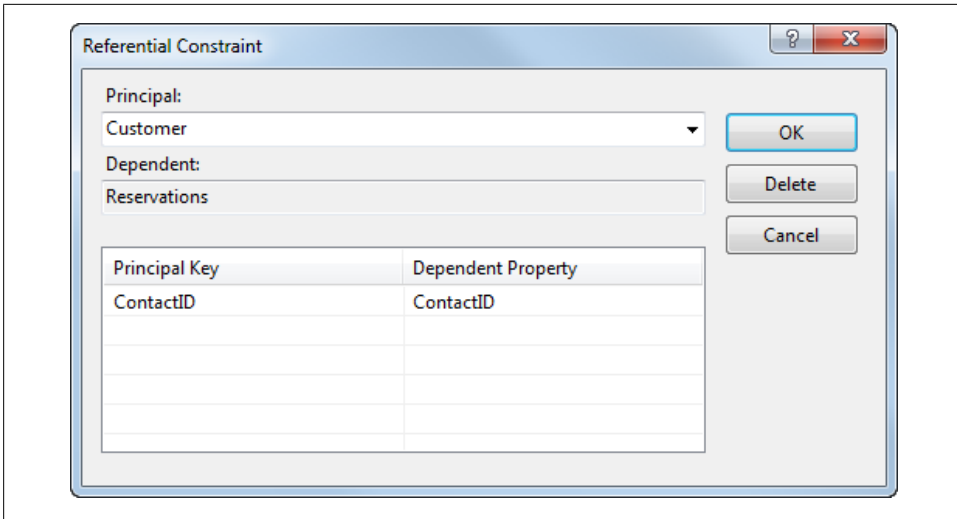 Referential Constraint
Principal:
Customer
OK
Dependent:
Reservations
Delete
Cancel
Principal Key Dependent Property
ContactID ContactID